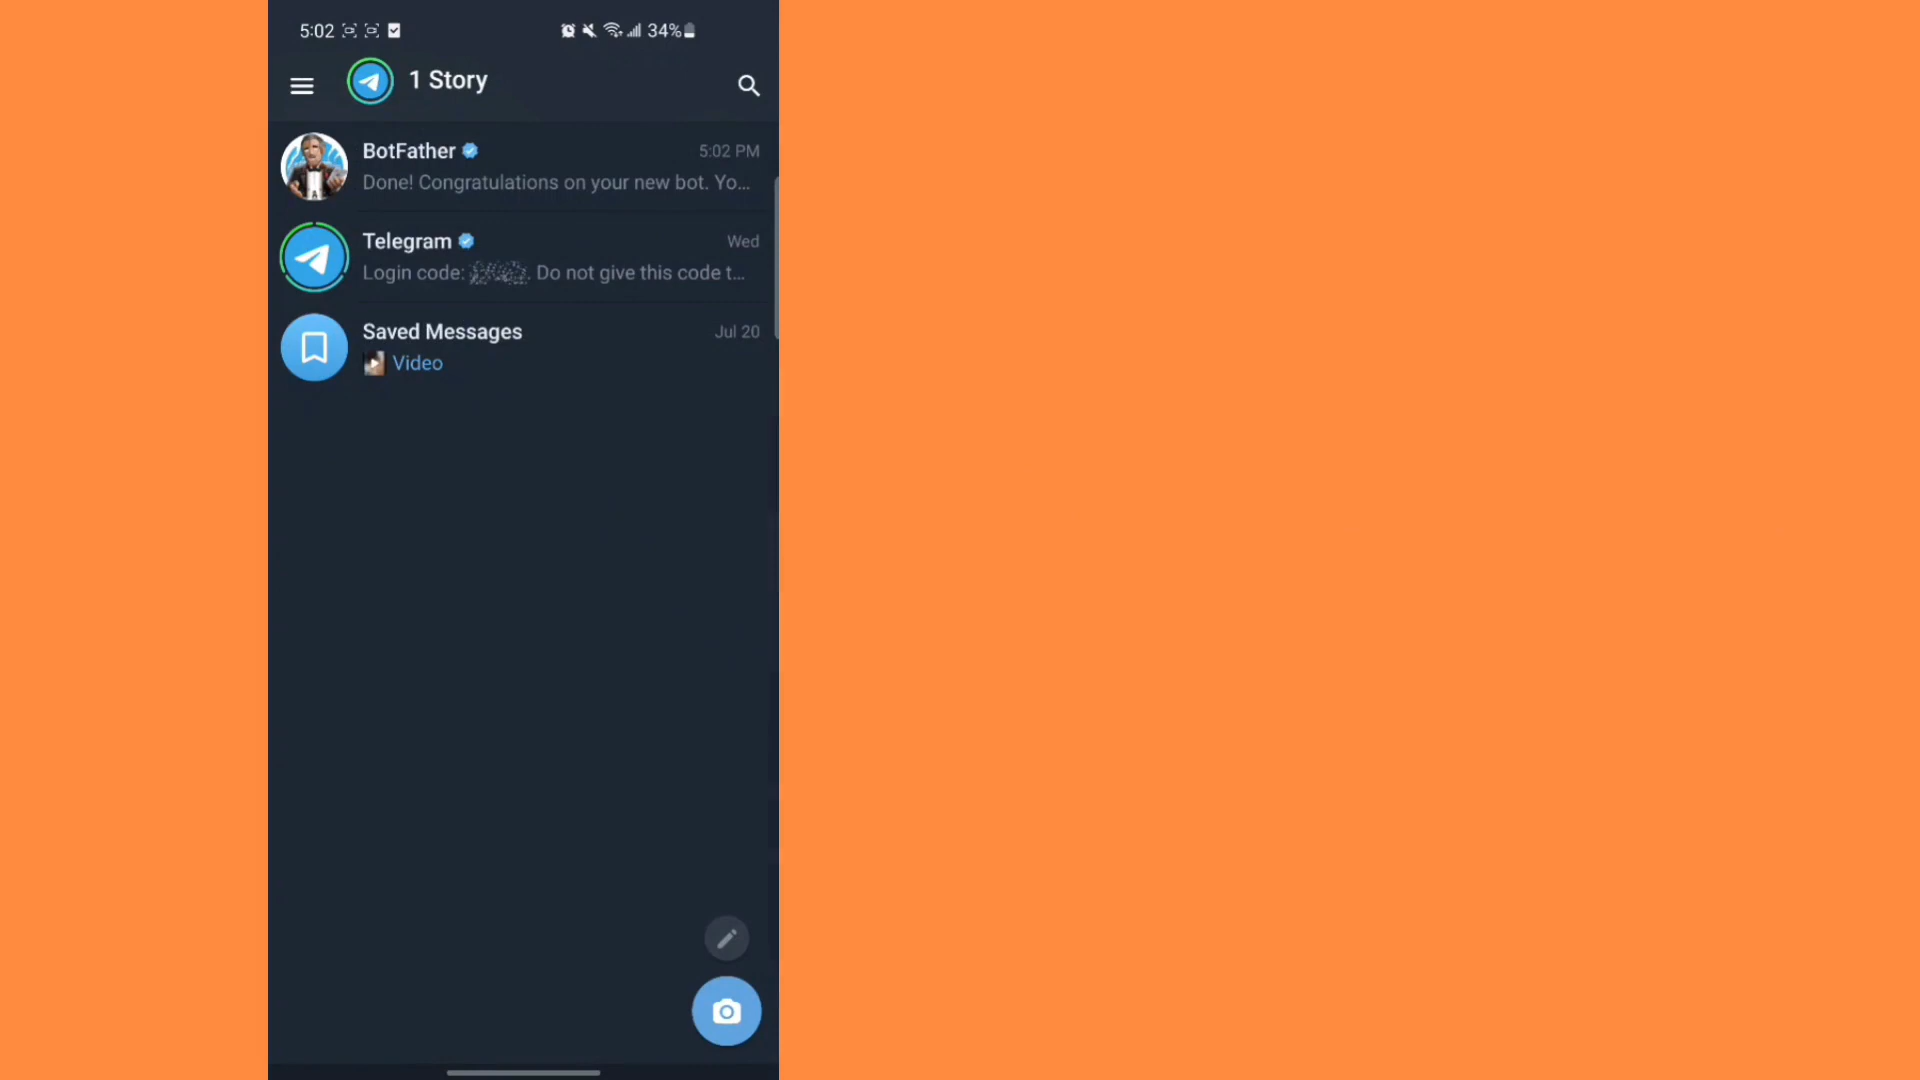 5:02 34%
1 Story
BotFather 5:02 PM
Done! Congratulations on your new bot. Yo...
Telegram Wed
Login code: . Do not give this code t...
Saved Messages Jul 20
Video